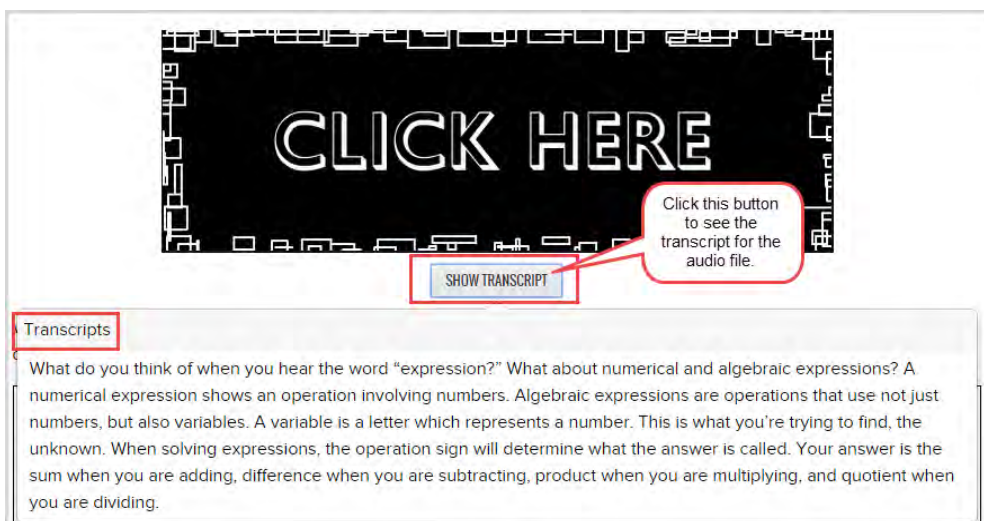 CLICK HERE
Click this button
to see the
transcript for the
audio file.
SHOW TRANSCRIPT
Transcripts
What do you think of when you hear the word “expression?” What about numerical and algebraic expressions? A
numerical expression shows an operation involving numbers. Algebraic expressions are operations that use not just
numbers, but also variables. A variable is a letter which represents a number. This is what you’re trying to find, the
unknown. When solving expressions, the operation sign will determine what the answer is called. Your answer is the
sum when you are adding, difference when you are subtracting, product when you are multiplying, and quotient when
you are dividing.